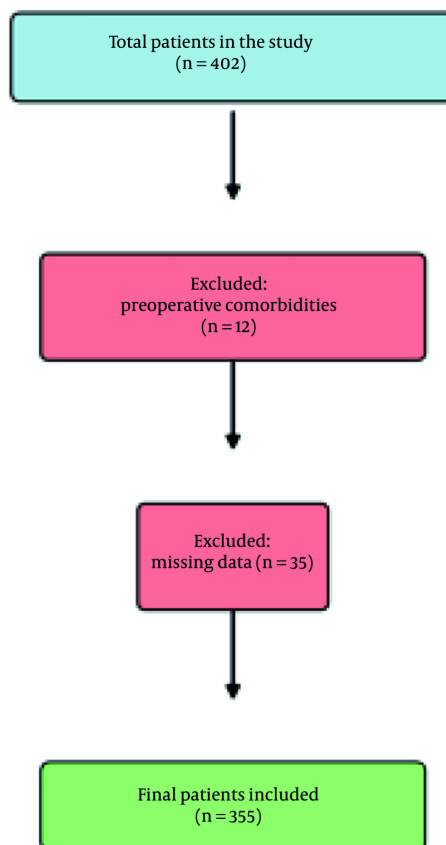 Total patients in the study
(n = 402)
Excluded:
preoperative comorbidities
(n = 12)
Excluded:
missing data (n = 35)
Final patients included
(n = 355)